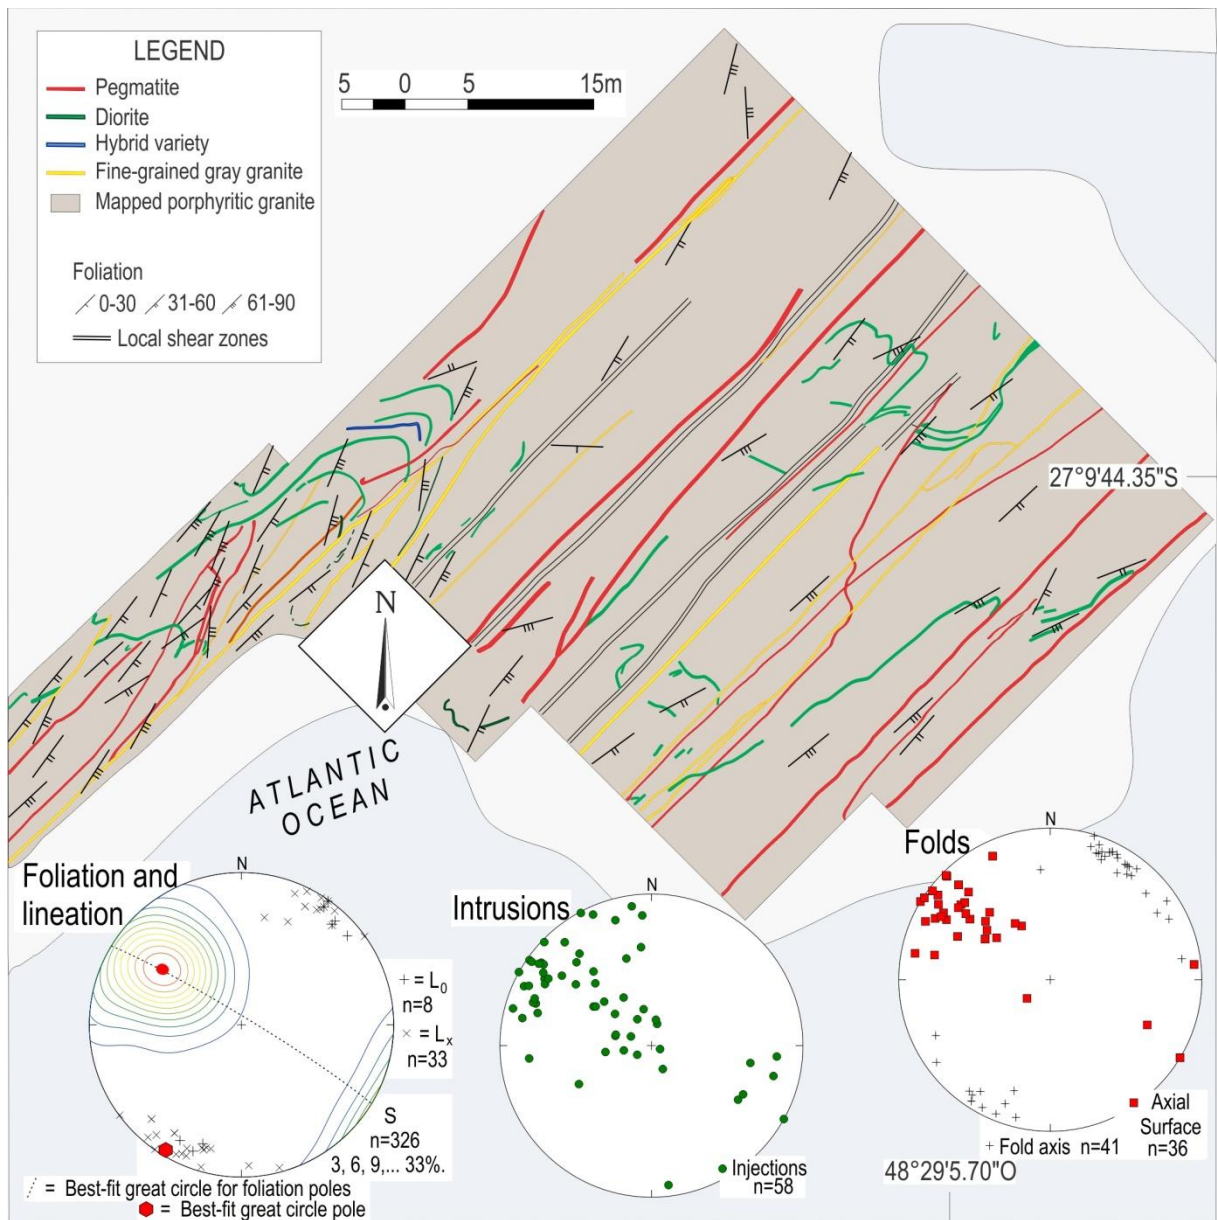 LEGEND
Pegmatite
Diorite
Hybrid variety
Fine-grained gray granite
Mapped porphyritic granite
Foliation
0-30 31-60 61-90
Local shear zones
5 0 5 15m
27°9'44.35"S
N
ATLANTIC
OCEAN
Foliation and
lineation
N
+ = L0
n=8
× = Lx
n=33
S
n=326
3, 6, 9,... 33%.
= Best-fit great circle for foliation poles
= Best-fit great circle pole
Intrusions
N
Injections
n=58
Folds
N
Axial
Surface
n=36
+ Fold axis n=41
48°29'5.70"O